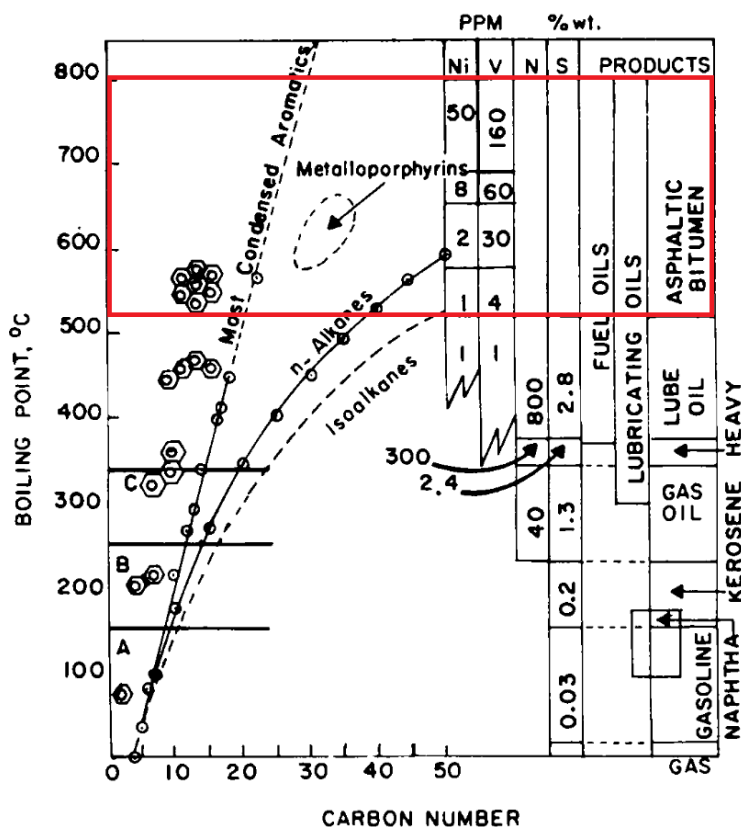 PPM % wt.
Ni V N S PRODUCTS
BOILING POINT, °C
800
700
600
500
400
300
200
100
0 10 20 30 40 50
CARBON NUMBER
Most Condensed Aromatics
Metalloporphyrins
n- Alkanes
Isoalkanes
C
B
A
50
8
2
1
1
160
60
30
4
1
800
300
40
2.8
2.4
1.3
0.2
0.03
FUEL OILS
LUBRICATING OILS
ASPHALTIC
BITUMEN
LUBE
OIL
HEAVY
GAS
OIL
KEROSENE
NAPHTHA
GASOLINE
GAS